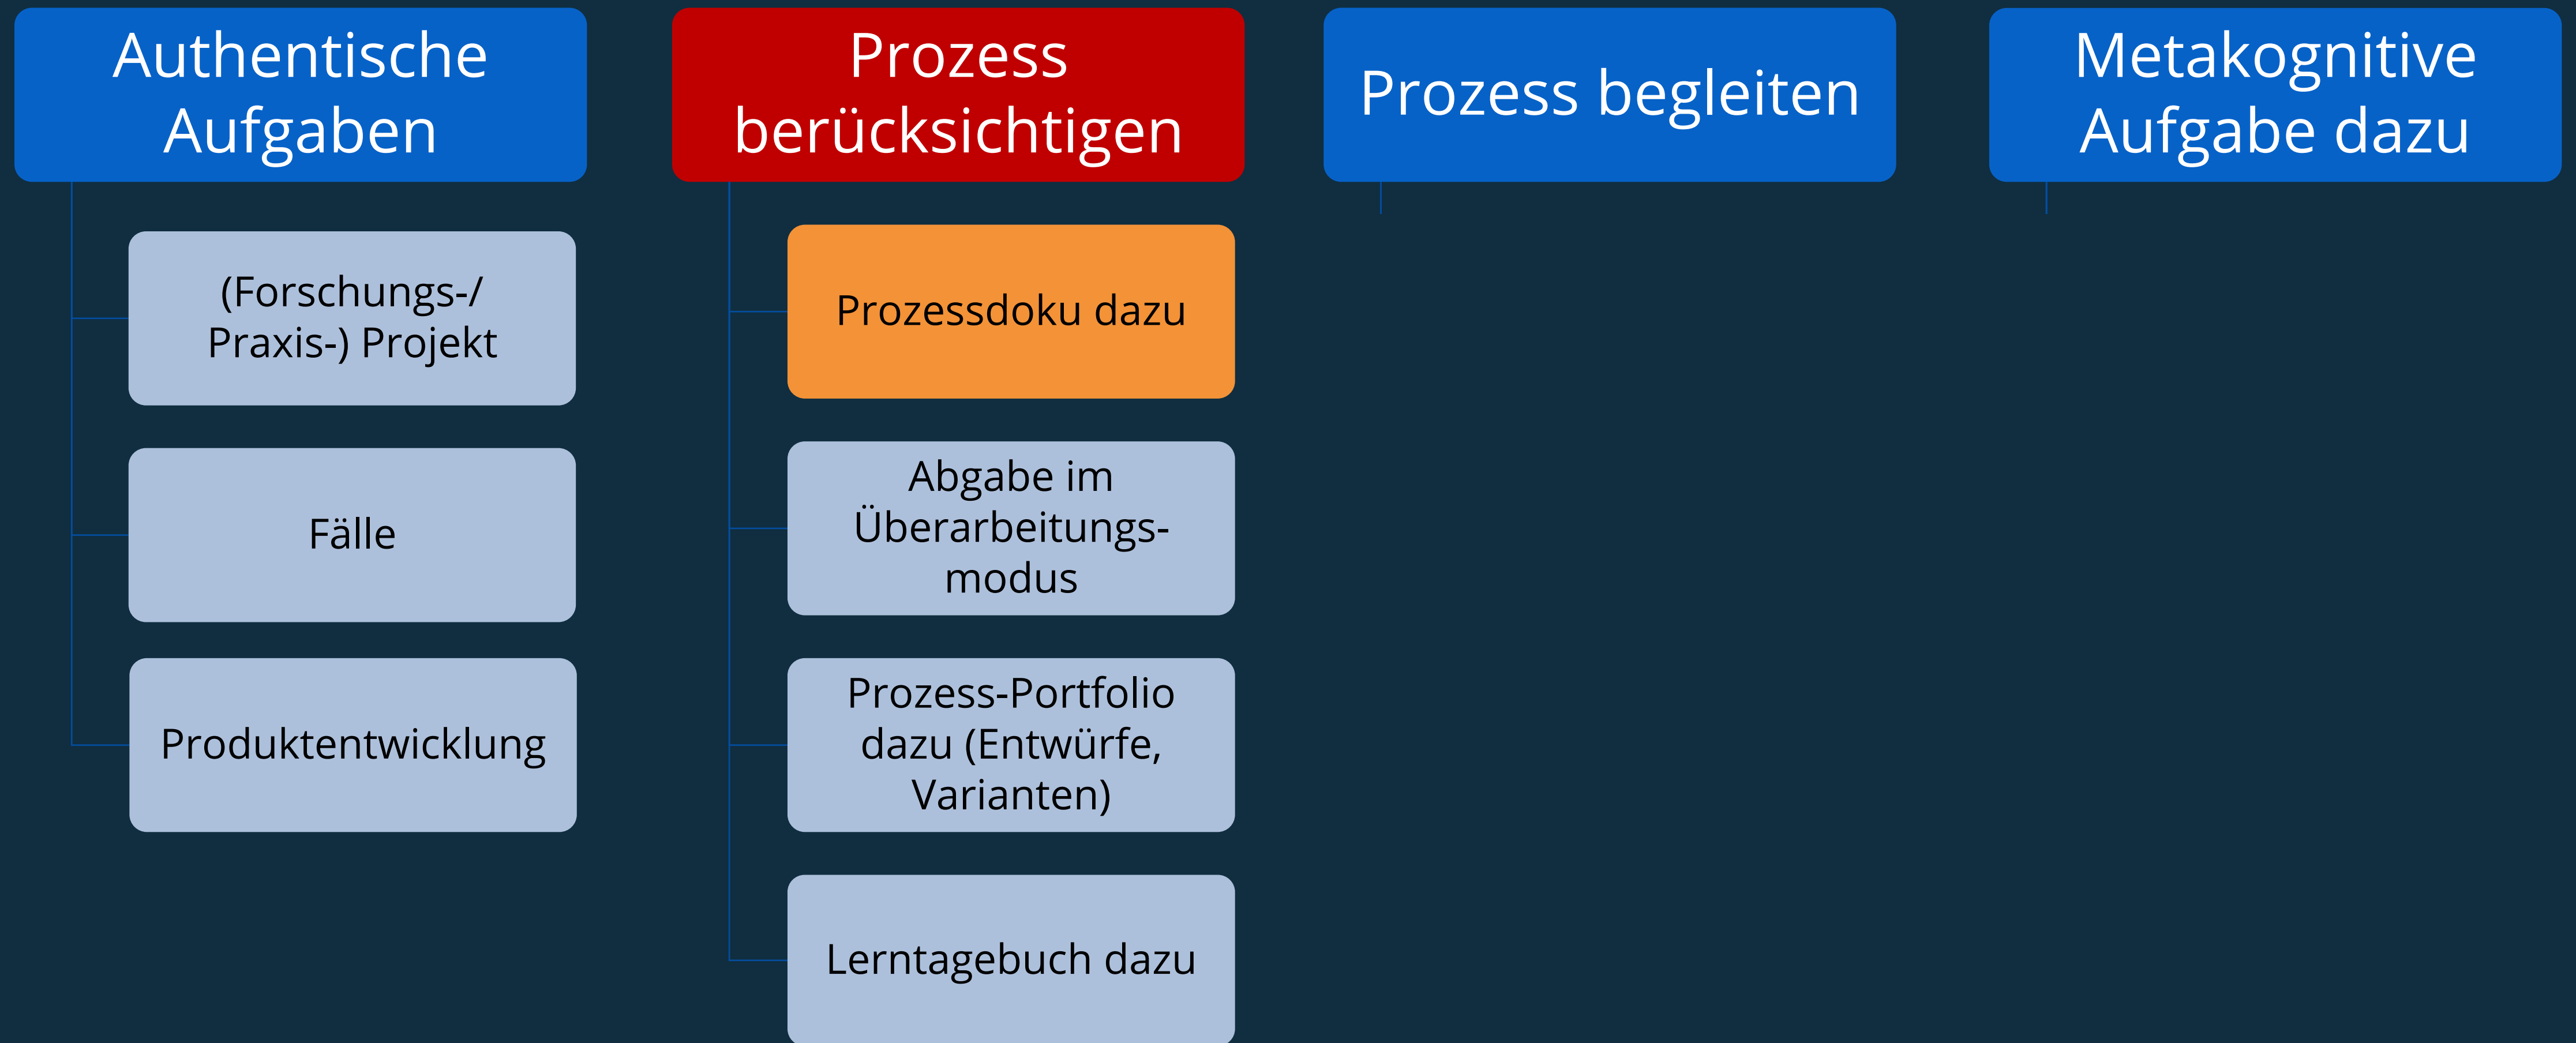 Authentische
Aufgaben
(Forschungs-/
Praxis-) Projekt
Fälle
Produktentwicklung
Prozess
berücksichtigen
Prozessdoku dazu
Abgabe im
Überarbeitungs-
modus
Prozess-Portfolio
dazu (Entwürfe,
Varianten)
Lerntagebuch dazu
Prozess begleiten
Metakognitive
Aufgabe dazu